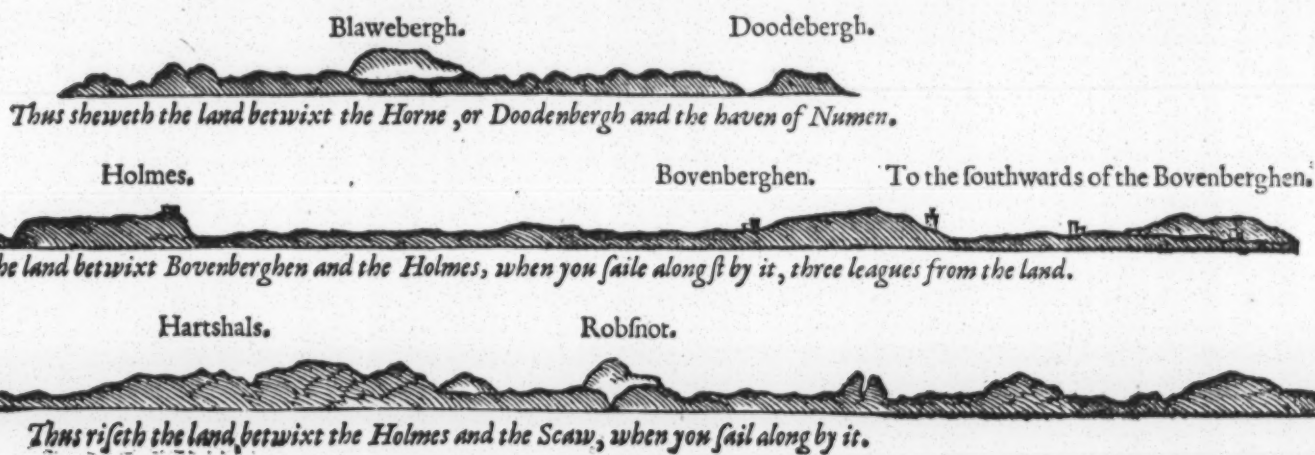 Blawebergh. Doodebergh.
Thus sheweth the land betwixt the Horne, or Doodenbergh and the haven of Numen.
Holmes. Bovenberghen. To the ſouthwards of the Bovenberghen.
he land betwixt Bovenberghen and the Holmes, when you ſaile alongſt by it, three leagues from the land.
Hartshals. Robſnot.
Thus riſeth the land betwixt the Holmes and the Scaw, when you ſail along by it.